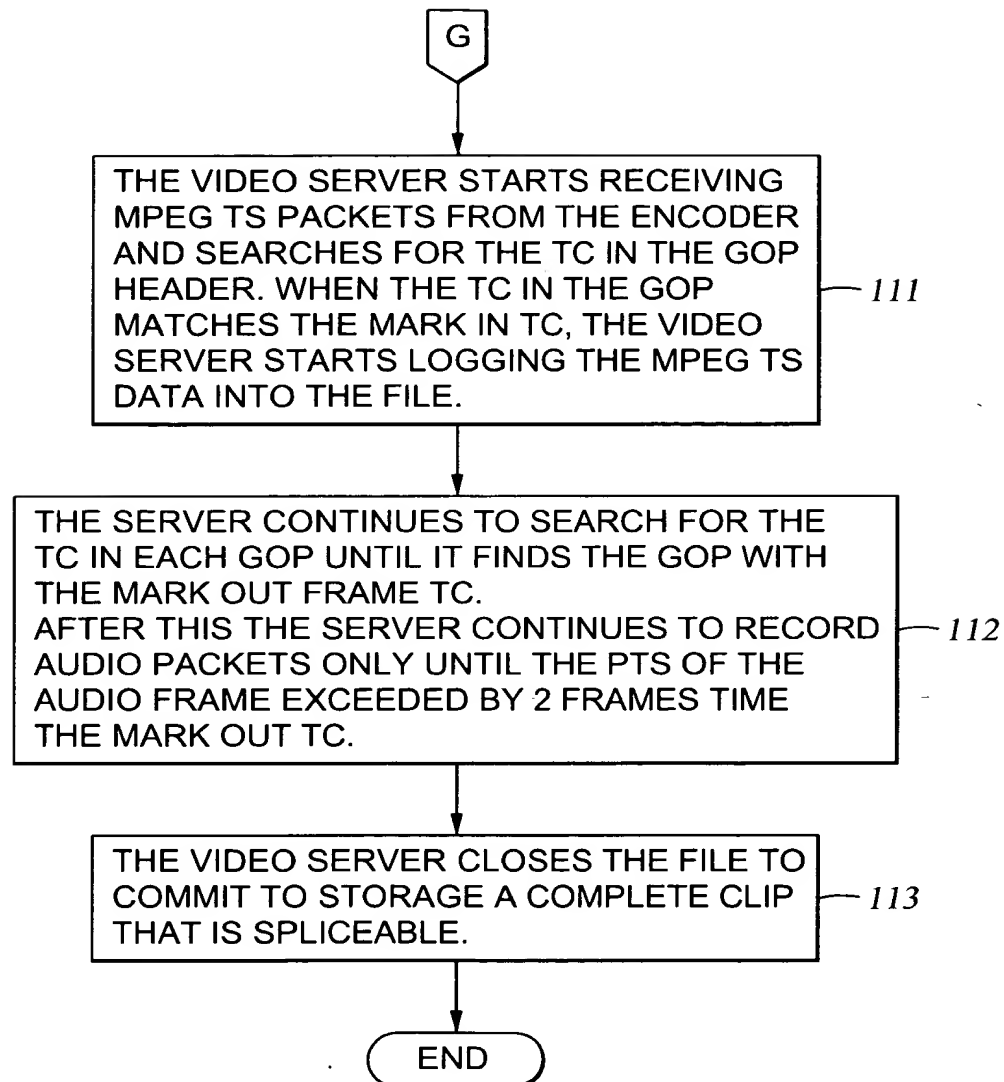 G
THE VIDEO SERVER STARTS RECEIVING
MPEG TS PACKETS FROM THE ENCODER
AND SEARCHES FOR THE TC IN THE GOP
HEADER. WHEN THE TC IN THE GOP
MATCHES THE MARK IN TC, THE VIDEO
SERVER STARTS LOGGING THE MPEG TS
DATA INTO THE FILE.
111
THE SERVER CONTINUES TO SEARCH FOR THE
TC IN EACH GOP UNTIL IT FINDS THE GOP WITH
THE MARK OUT FRAME TC.
AFTER THIS THE SERVER CONTINUES TO RECORD
AUDIO PACKETS ONLY UNTIL THE PTS OF THE
AUDIO FRAME EXCEEDED BY 2 FRAMES TIME
THE MARK OUT TC.
112
THE VIDEO SERVER CLOSES THE FILE TO
COMMIT TO STORAGE A COMPLETE CLIP
THAT IS SPLICEABLE.
113
END